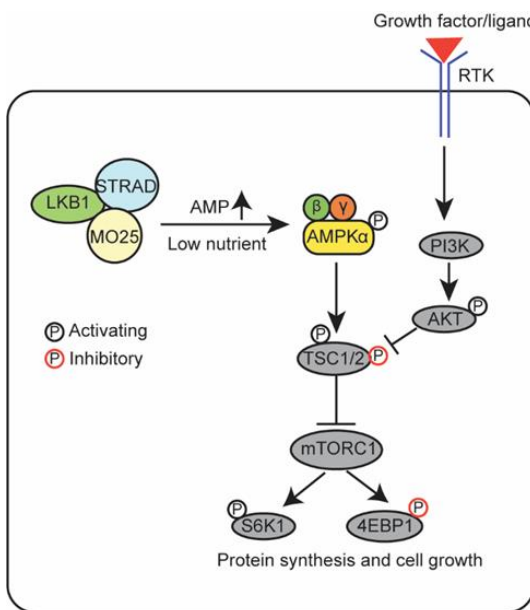 Growth factor/ligand
RTK
STRAD
LKB1
MO25
AMP
Low nutrient
β
γ
P
AMPKα
PI3K
P
AKT
P Activating
P Inhibitory
P
TSC1/2
P
mTORC1
P
S6K1
P
4EBP1
Protein synthesis and cell growth